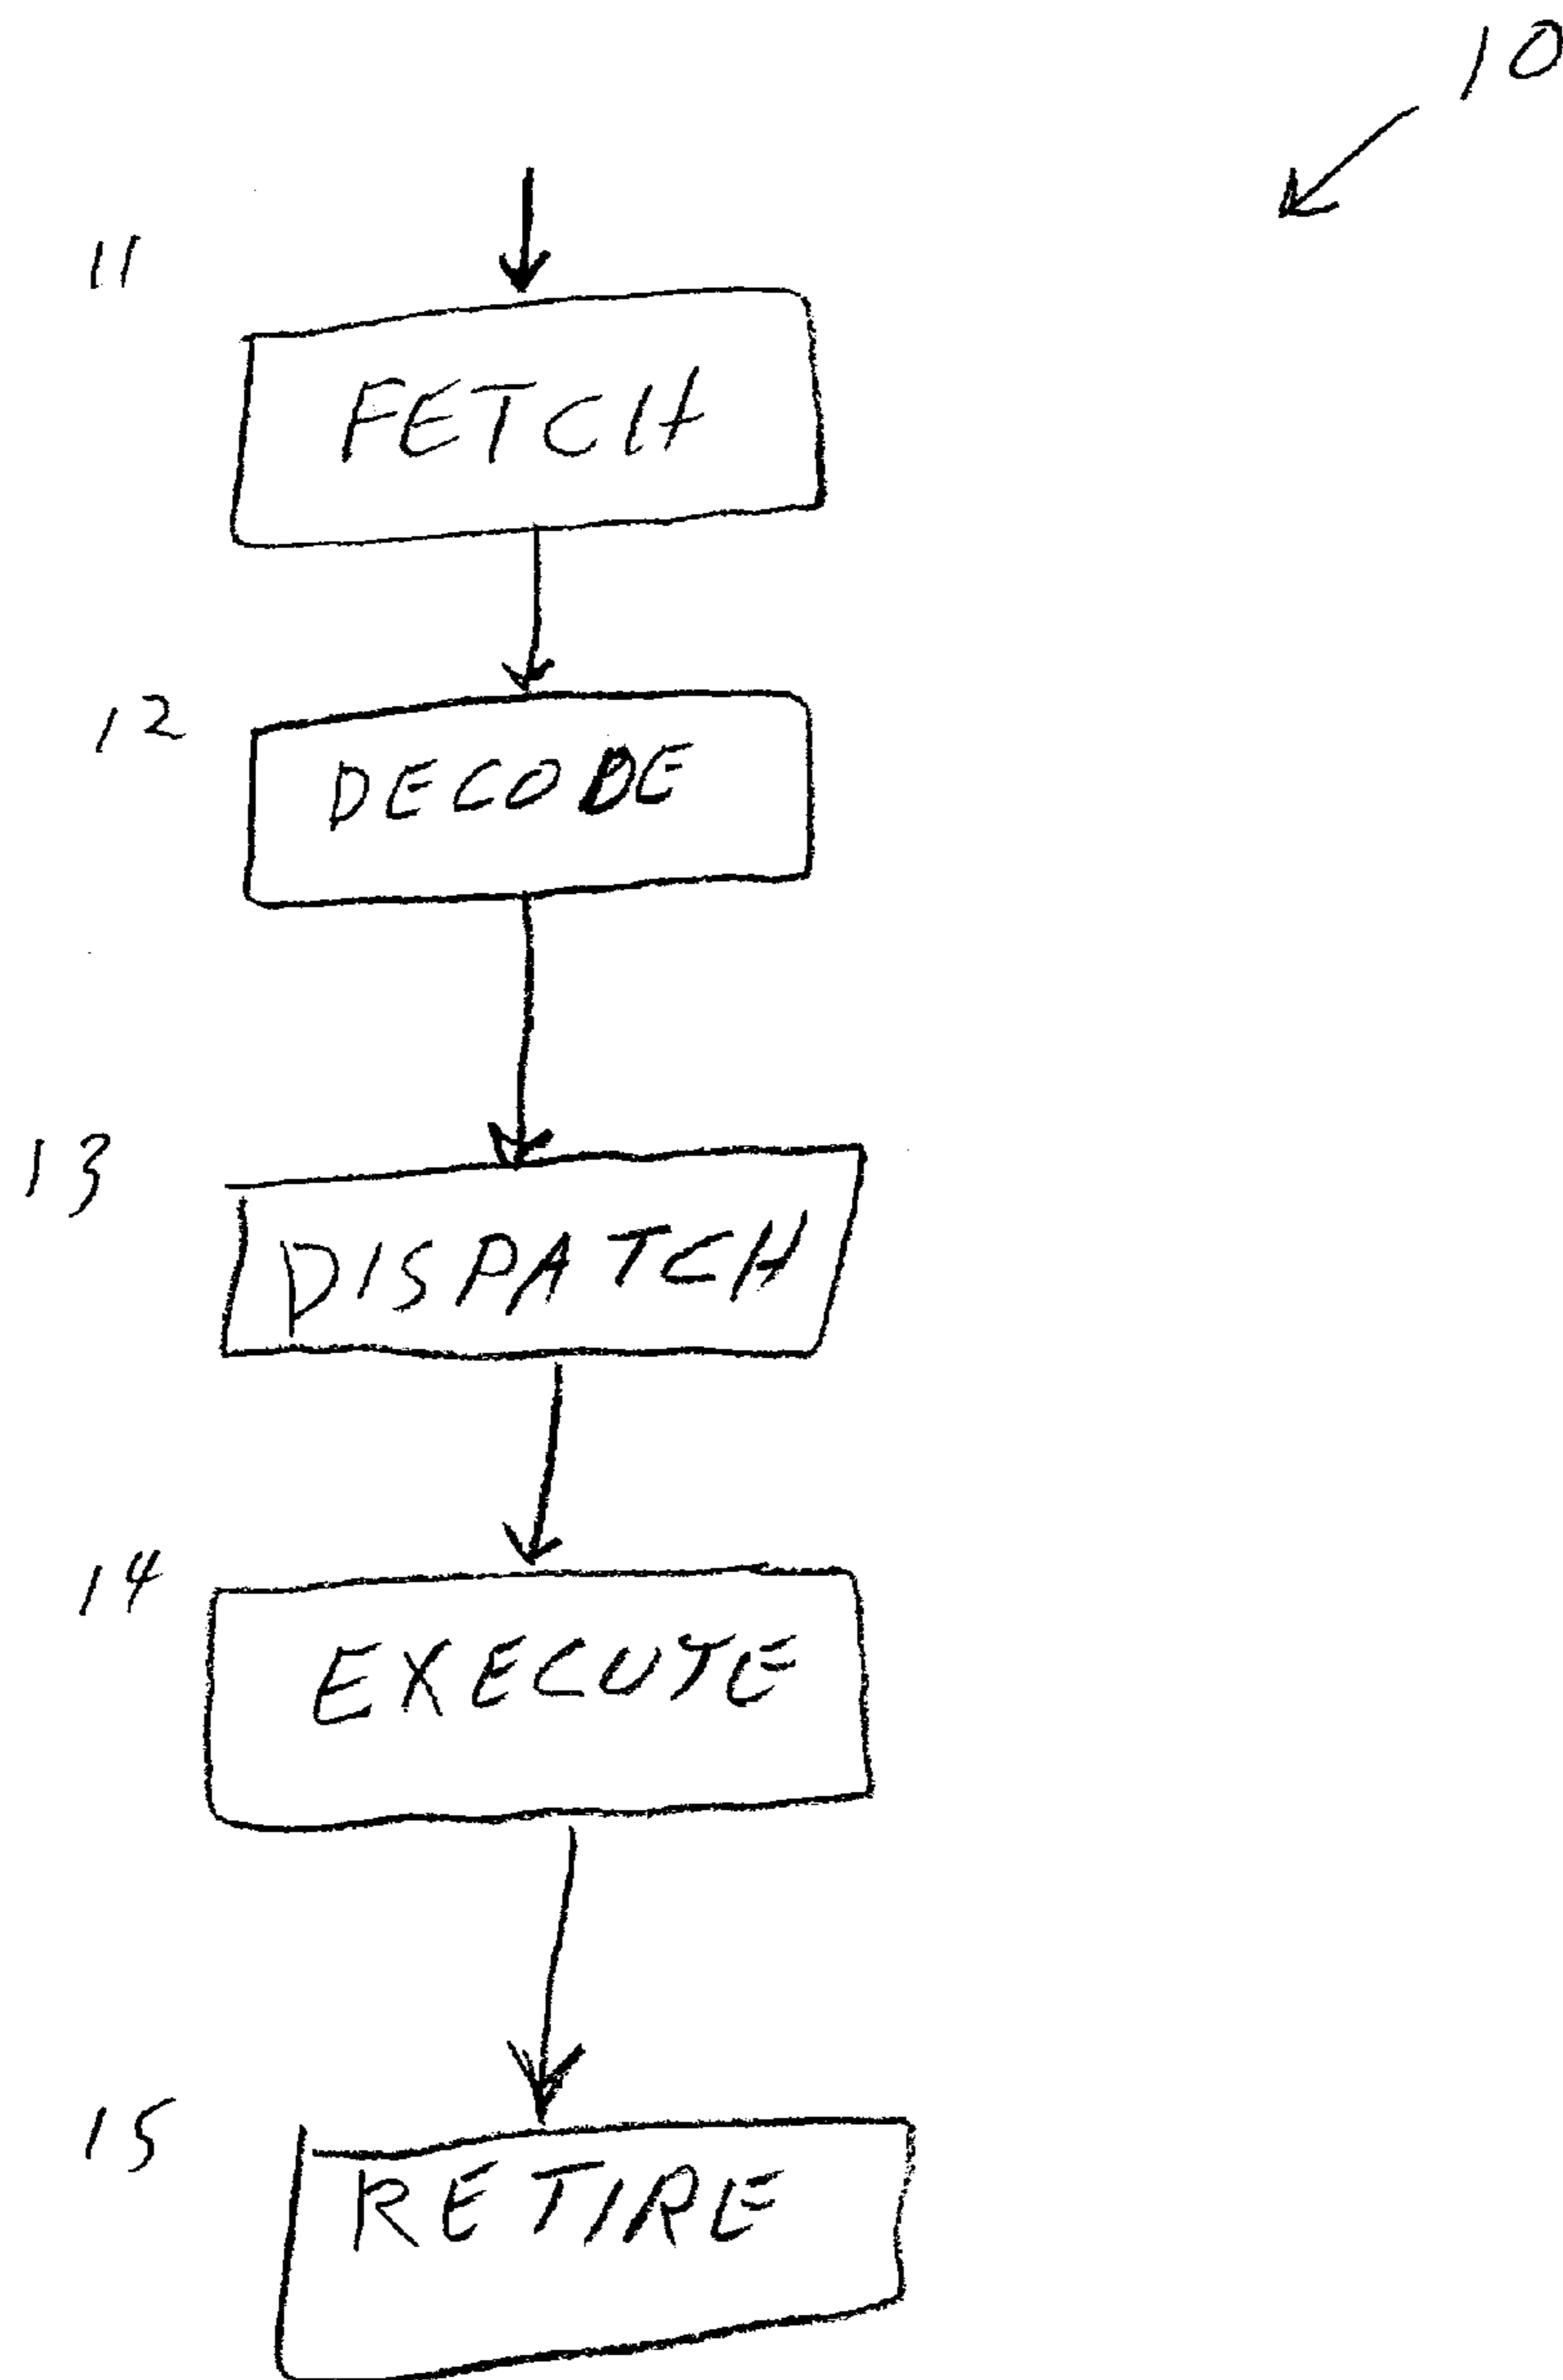 10
11
FETCH
12
DECODE
13
DISPATCH
14
EXECUTE
15
RETIRE